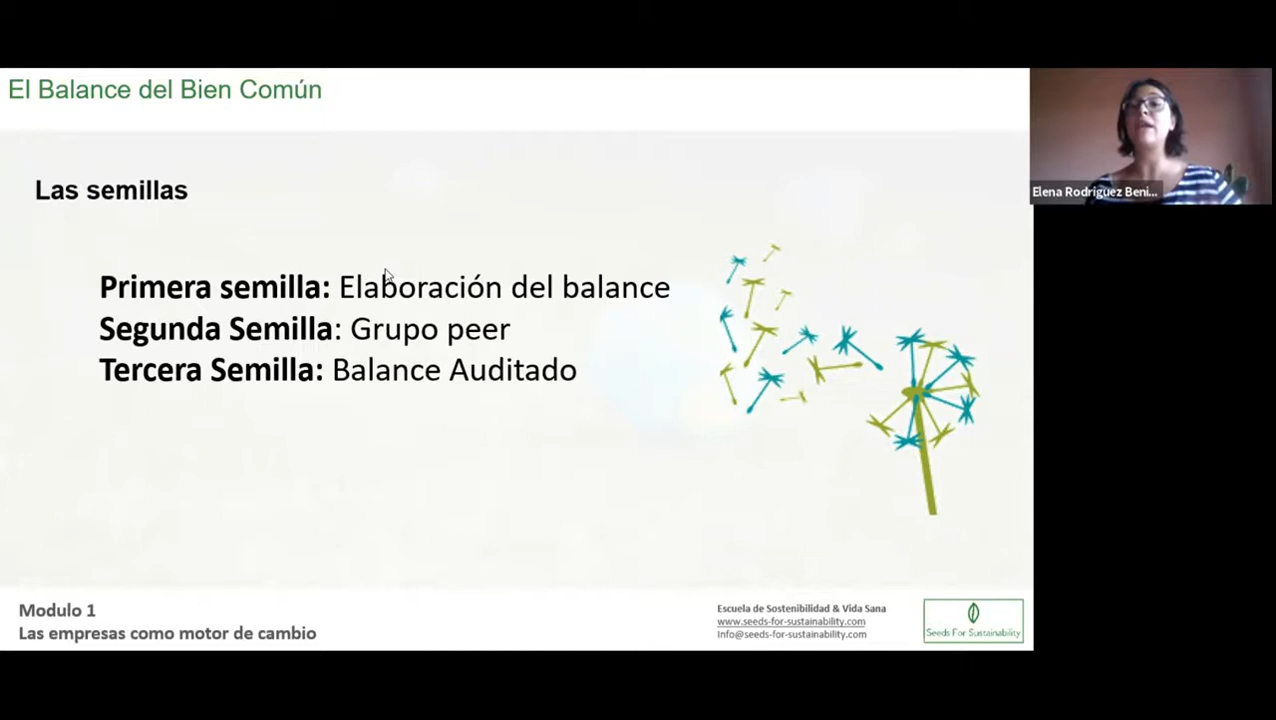 El Balance del Bien Común
Elena Rodriguez Beni...
Las semillas
Primera semilla: Elaboración del balance
Segunda Semilla: Grupo peer
Tercera Semilla: Balance Auditado
Modulo 1
Las empresas como motor de cambio
Escuela de Sostenibilidad & Vida Sana
www.seeds-for-sustainability.com
Info@seeds-for-sustainability.com
Seeds For Sustainability